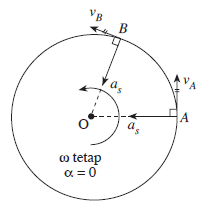 v_B
B
v_A
a_s
O
a_s
A
ω tetap
α = 0